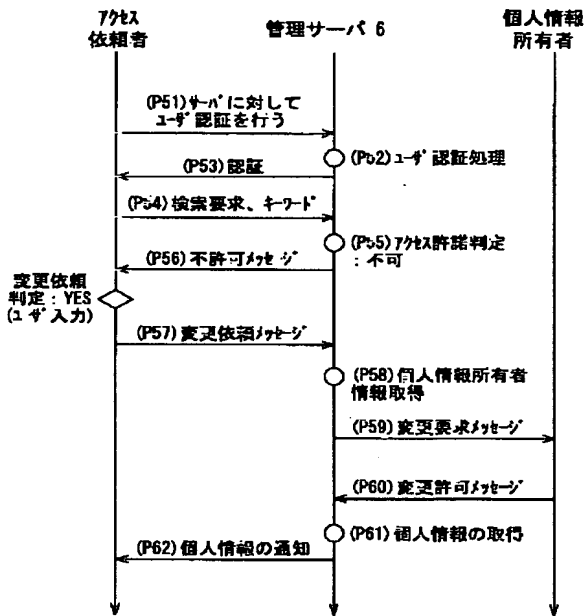 アクセス
依頼者
管理サーバ 6
個人情報
所有者
(P51)サーバに対して
ユーザ認証を行う
(P52)ユーザ認証処理
(P53)認証
(P54)検索要求、キーワード
(P55)アクセス許諾判定
：不可
(P56)不許可メッセージ
変更依頼
判定：YES
(ユーザ入力)
(P57)変更依頼メッセージ
(P58)個人情報所有者
情報取得
(P59)変更要求メッセージ
(P60)変更許可メッセージ
(P61)個人情報の取得
(P62)個人情報の通知